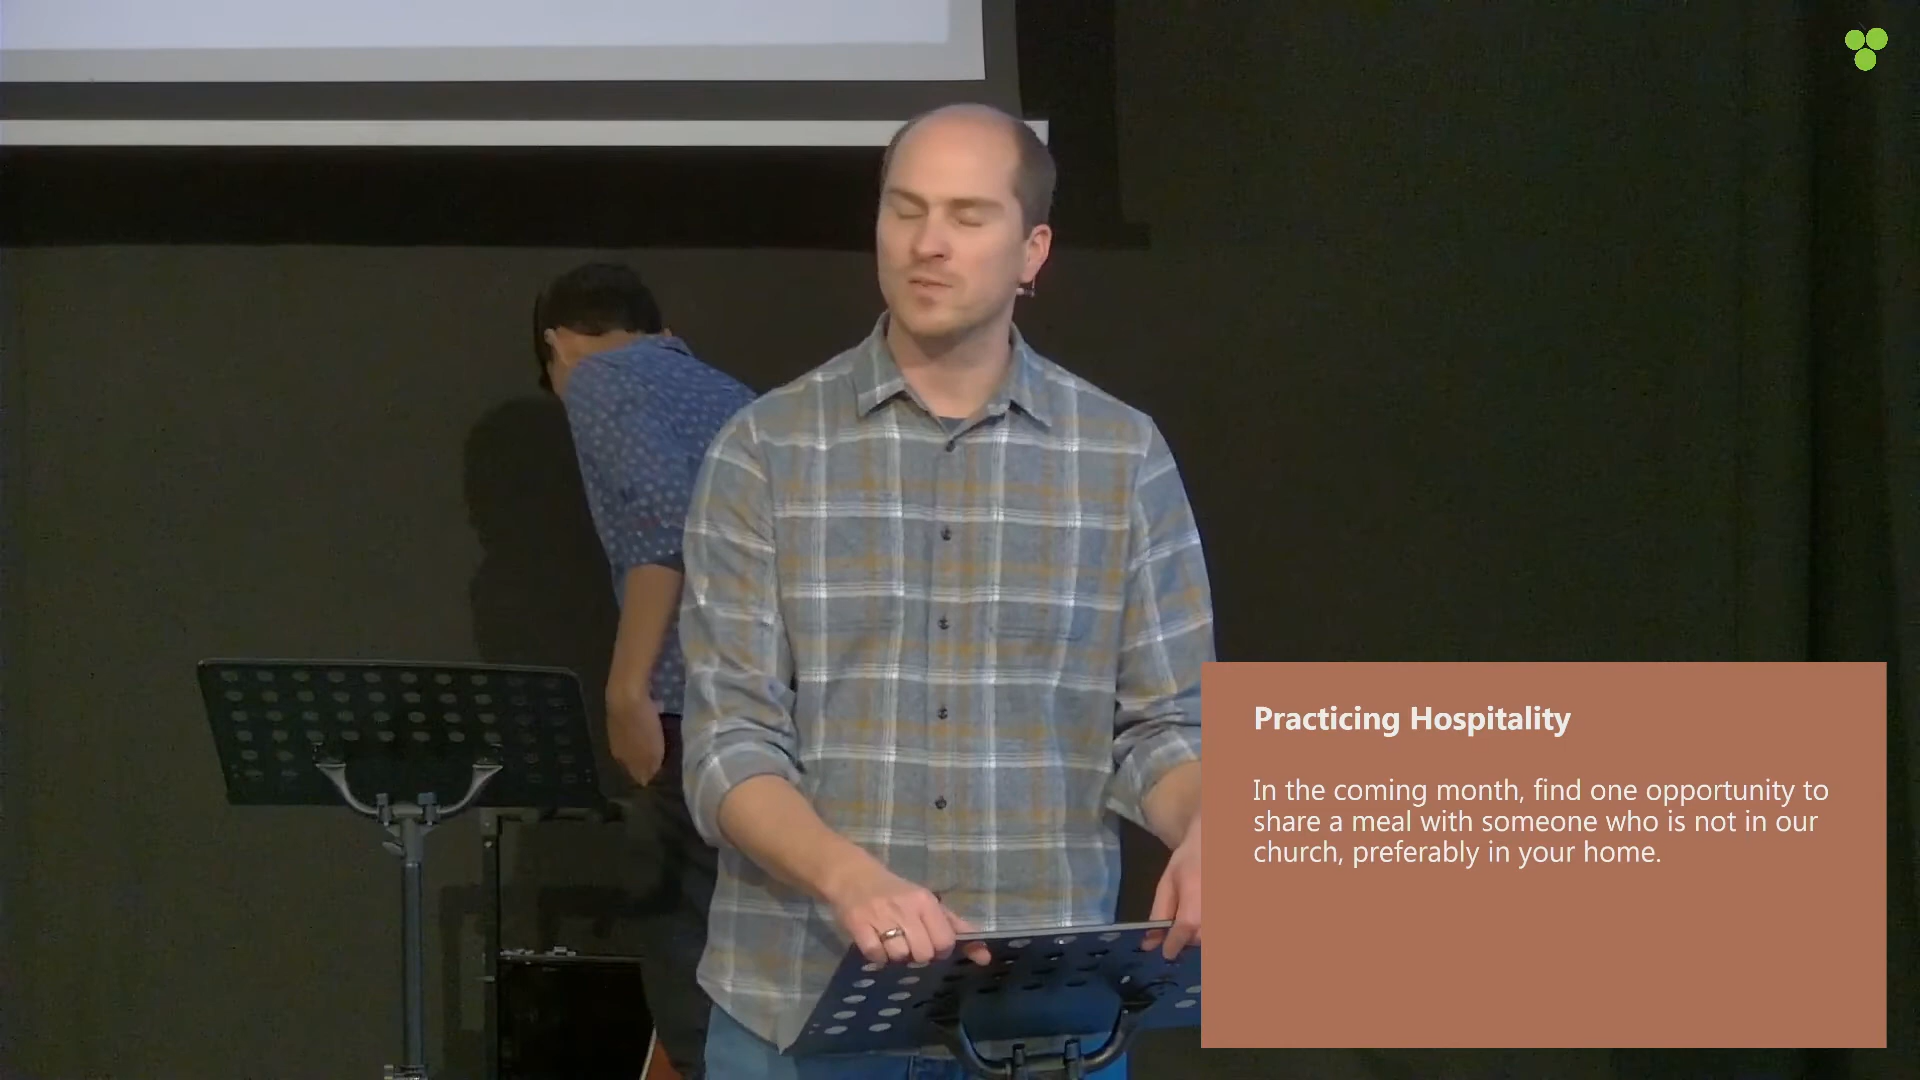 Practicing Hospitality
In the coming month, find one opportunity to
share a meal with someone who is not in our
church, preferably in your home.